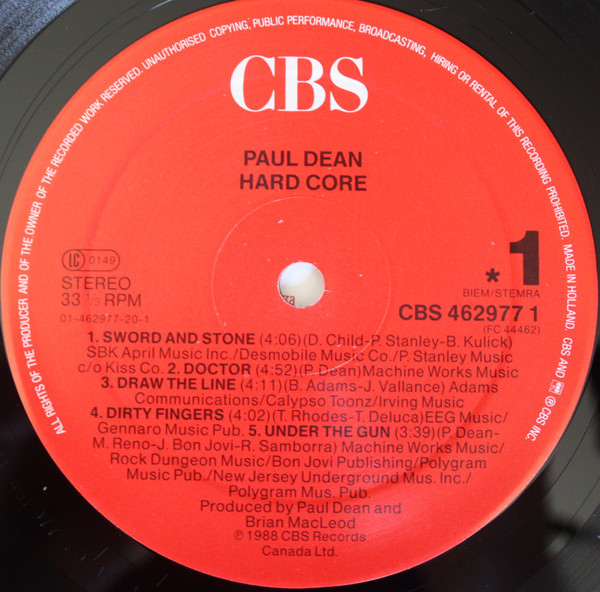 ALL RIGHTS OF THE PRODUCER AND OF THE OWNER OF THE RECORDED WORK RESERVED. UNAUTHORISED COPYING, PUBLIC PERFORMANCE, BROADCASTING, HIRING OR RENTAL OF THIS RECORDING PROHIBITED. MADE IN HOLLAND. CBS AND ® © CBS INC.
CBS
PAUL DEAN
HARD CORE
LC 0149
STEREO
33 1/3 RPM
01-462977-20-1
* 1
BIEM/STEMRA
CBS 462977 1
(FC 44462)
1. SWORD AND STONE (4:06)(D. Child-P. Stanley-B. Kulick)
SBK April Music Inc./Desmobile Music Co./P. Stanley Music
c/o Kiss Co. 2. DOCTOR (4:52)(P. Dean)Machine Works Music
3. DRAW THE LINE (4:11)(B. Adams-J. Vallance) Adams
Communications/Calypso Toonz/Irving Music
4. DIRTY FINGERS (4:02)(T. Rhodes-T. Deluca)EEG Music/
Gennaro Music Pub. 5. UNDER THE GUN (3:39)(P. Dean-
M. Reno-J. Bon Jovi-R. Samborra) Machine Works Music/
Rock Dungeon Music/Bon Jovi Publishing/Polygram
Music Pub./New Jersey Underground Mus. Inc./
Polygram Mus. Pub.
Produced by Paul Dean and
Brian MacLeod
℗ 1988 CBS Records
Canada Ltd.